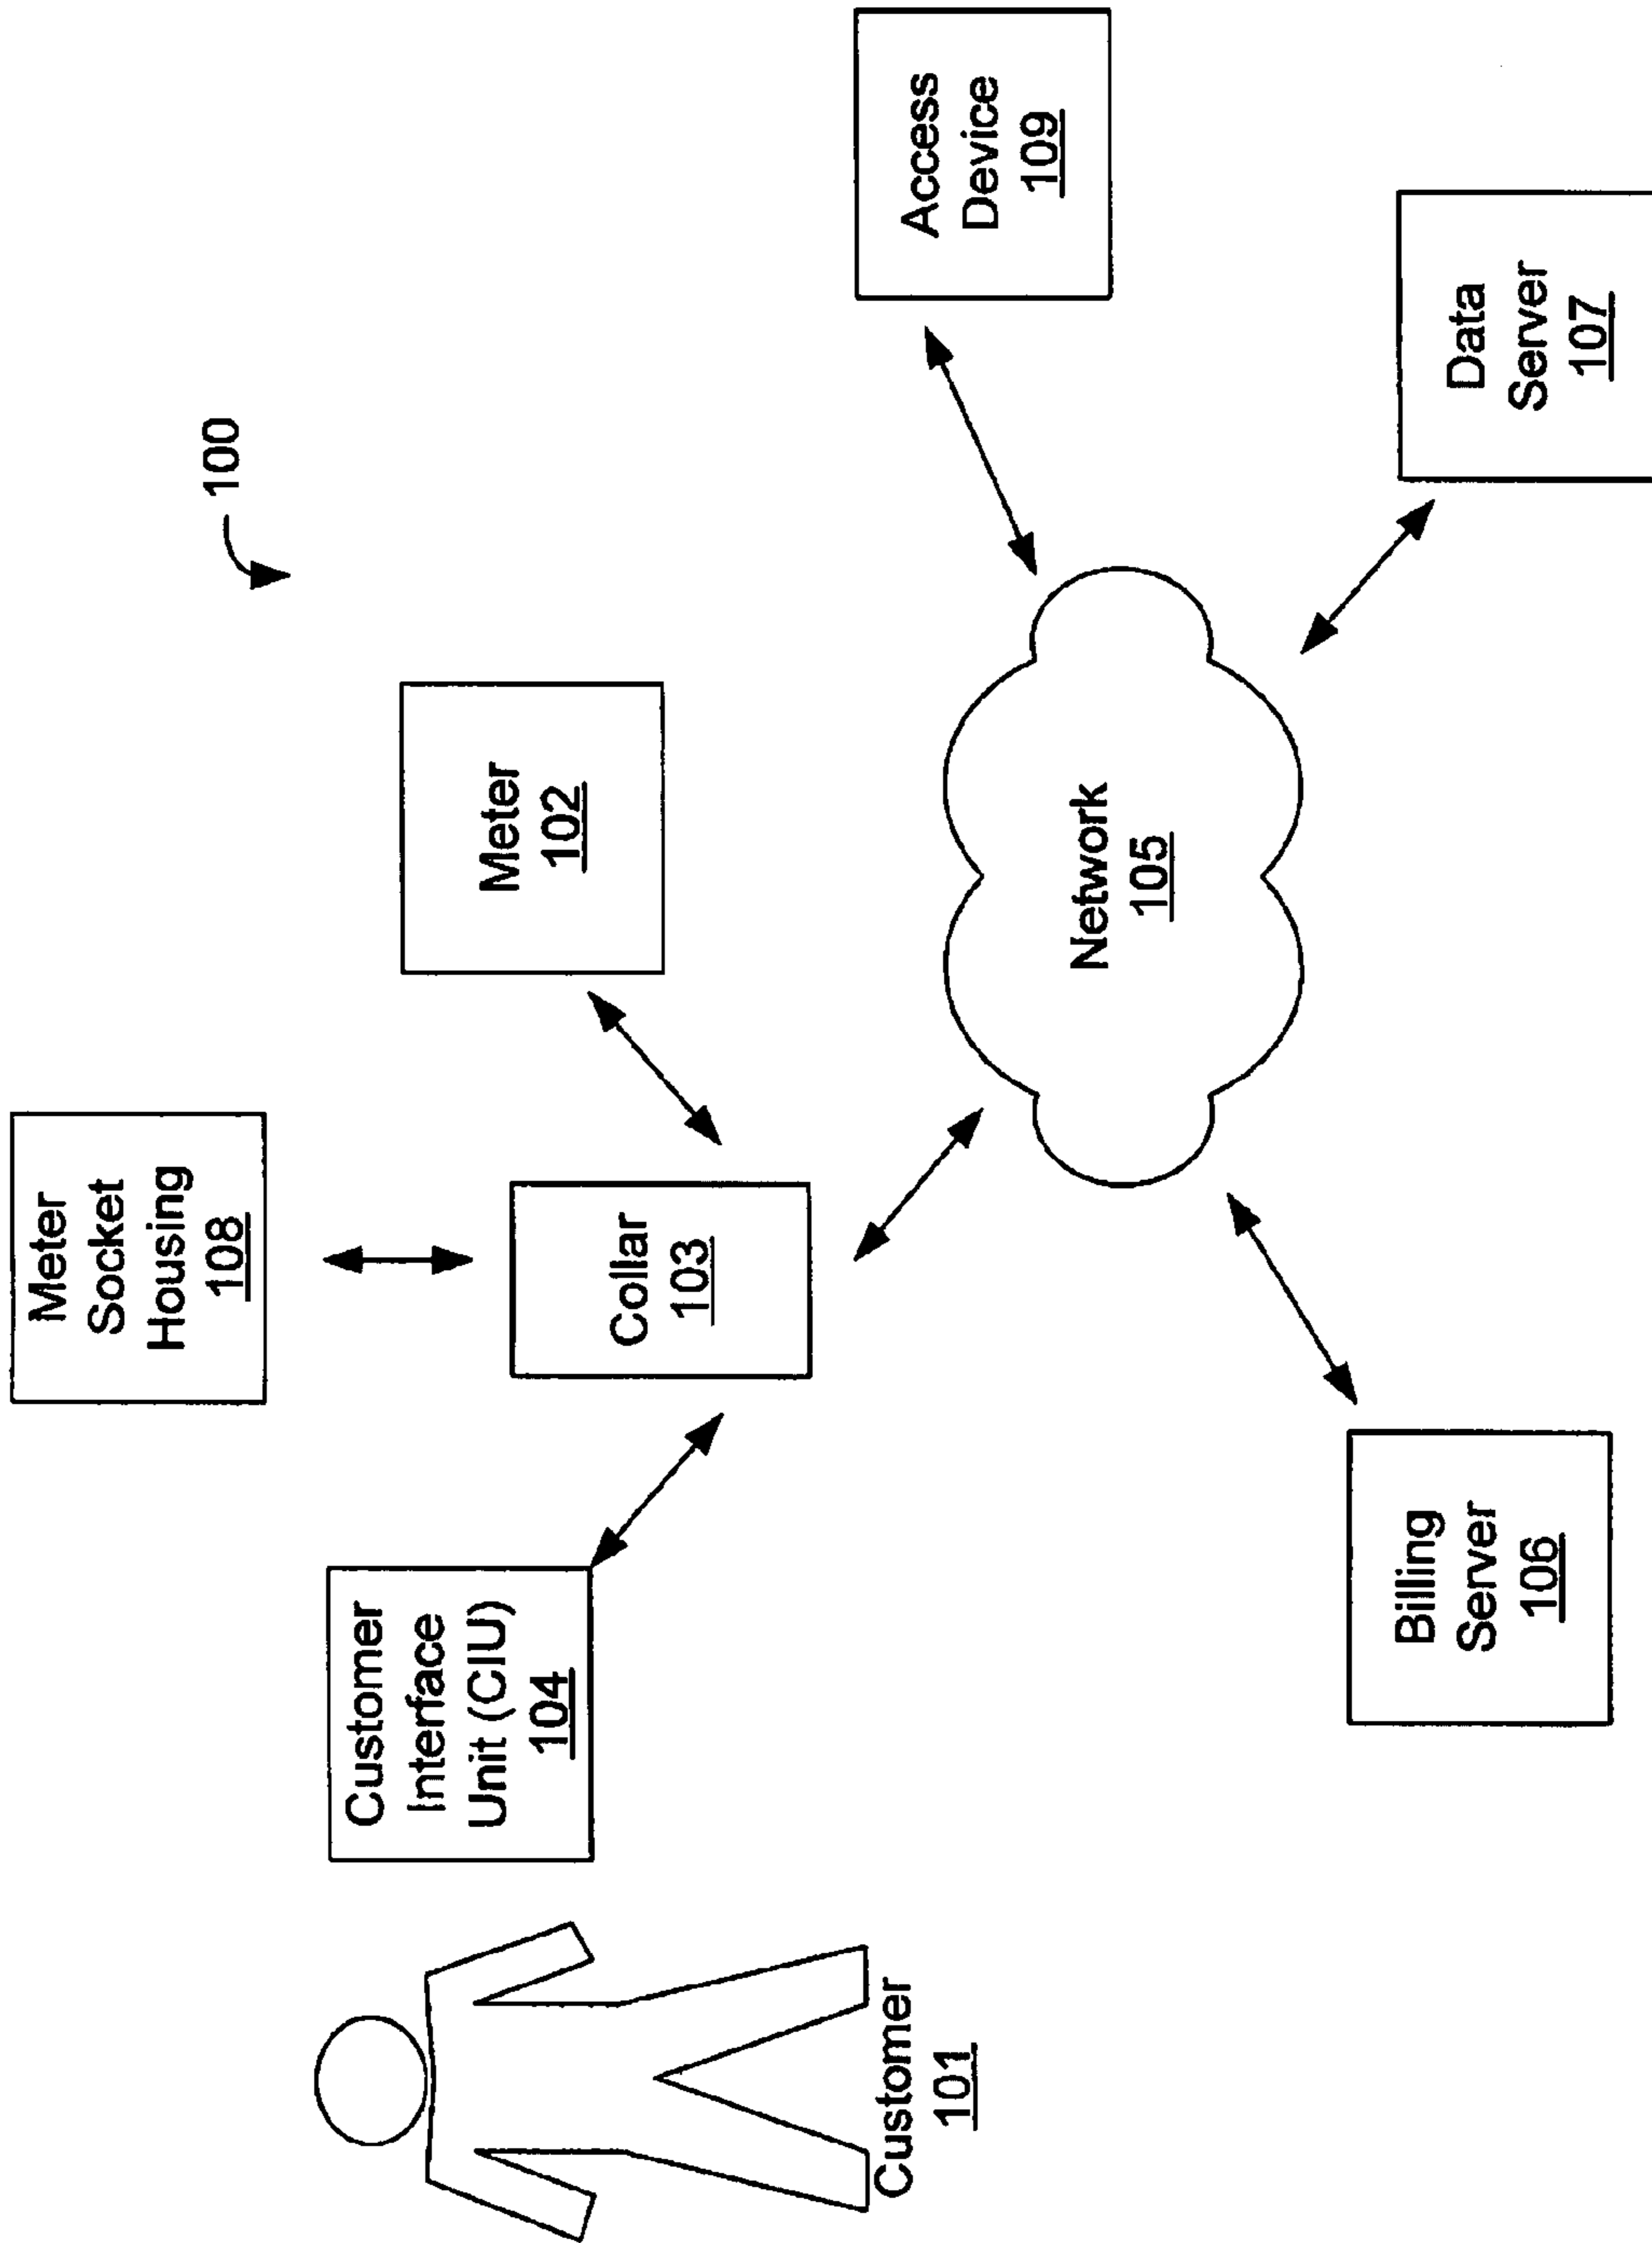 100
Meter
Socket
Housing
108
Customer
Interface
Unit (CIU)
104
Collar
103
Meter
102
Customer
101
Network
105
Access
Device
109
Billing
Server
106
Data
Server
107